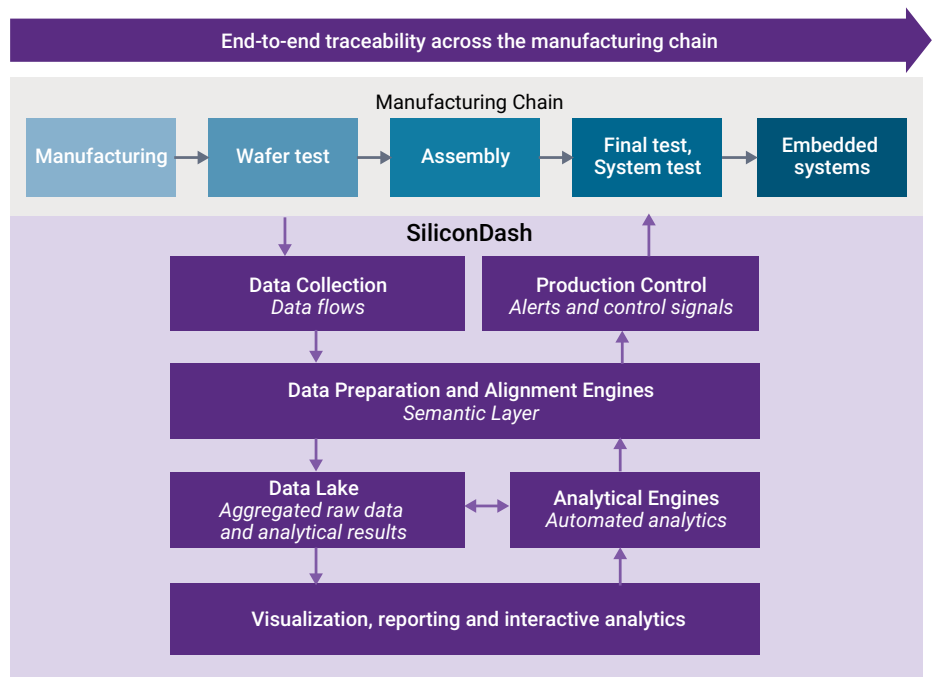 End-to-end traceability across the manufacturing chain
Manufacturing Chain
Manufacturing
Wafer test
Assembly
Final test,
System test
Embedded
systems
SiliconDash
Data Collection
Data flows
Production Control
Alerts and control signals
Data Preparation and Alignment Engines
Semantic Layer
Data Lake
Aggregated raw data
and analytical results
Analytical Engines
Automated analytics
Visualization, reporting and interactive analytics